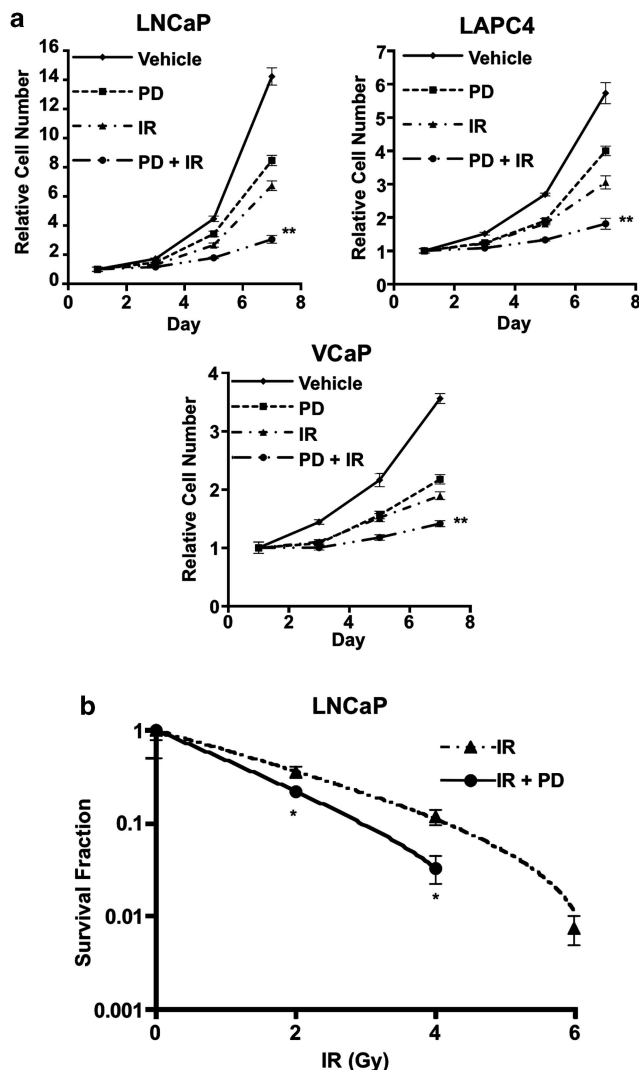 a
LNCaP
Relative Cell Number
16
14
12
10
8
6
4
2
0
Vehicle
PD
IR
PD + IR
**
0 2 4 6 8
Day
LAPC4
Relative Cell Number
7
6
5
4
3
2
1
0
Vehicle
PD
IR
PD + IR
**
0 2 4 6 8
Day
VCaP
Relative Cell Number
4
3
2
1
0
Vehicle
PD
IR
PD + IR
**
0 2 4 6 8
Day
b
LNCaP
Survival Fraction
1
0.1
0.01
0.001
IR
IR + PD
*
*
0 2 4 6
IR (Gy)